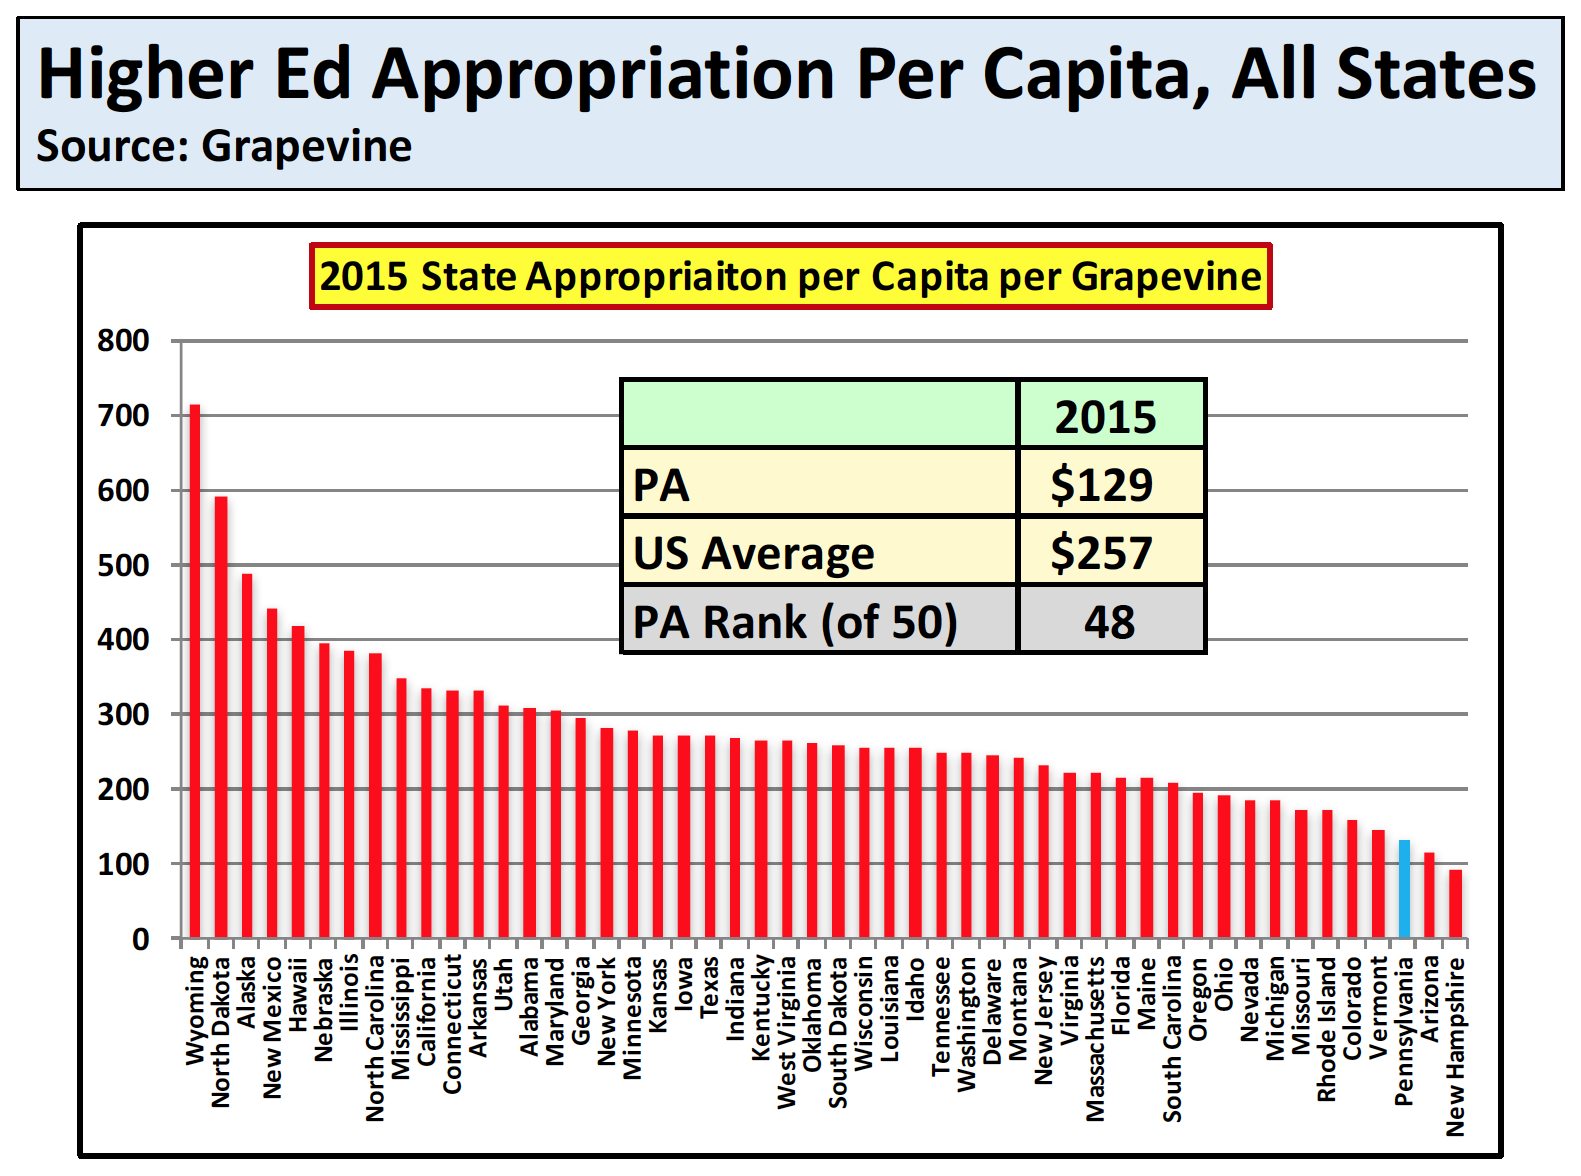 Higher Ed Appropriation Per Capita, All States
Source: Grapevine
2015 State Appropriaiton per Capita per Grapevine
800
700
600
500
400
300
200
100
0
2015
PA $129
US Average $257
PA Rank (of 50) 48
Wyoming
North Dakota
Alaska
New Mexico
Hawaii
Nebraska
Illinois
North Carolina
Mississippi
California
Connecticut
Arkansas
Utah
Alabama
Maryland
Georgia
New York
Minnesota
Kansas
Iowa
Texas
Indiana
Kentucky
West Virginia
Oklahoma
South Dakota
Wisconsin
Louisiana
Idaho
Tennessee
Washington
Delaware
Montana
New Jersey
Virginia
Massachusetts
Florida
Maine
South Carolina
Oregon
Ohio
Nevada
Michigan
Missouri
Rhode Island
Colorado
Vermont
Pennsylvania
Arizona
New Hampshire